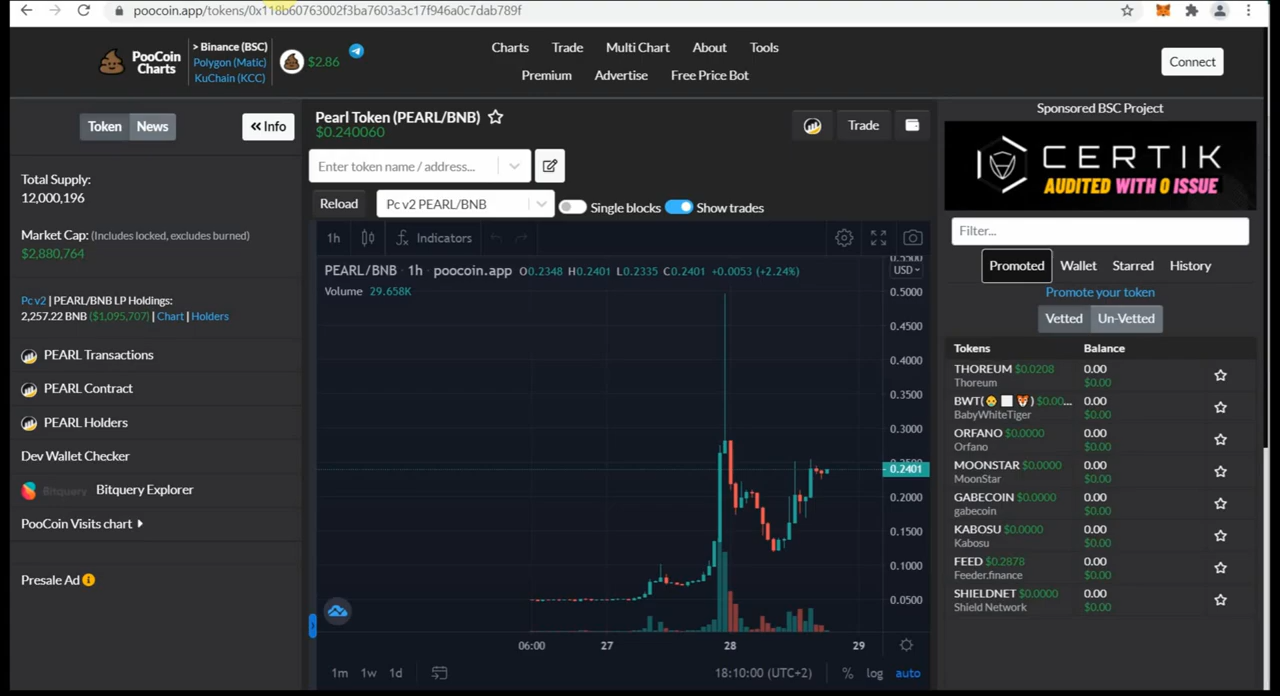 poocoin.app/tokens/0x118b60763002f3ba7603a3c17f946a0c7dab789f
PooCoin
Charts
> Binance (BSC)
Polygon (Matic)
KuChain (KCC)
$2.86
Charts Trade Multi Chart About Tools
Premium Advertise Free Price Bot
Connect
Token News
« Info
Total Supply:
12,000,196
Market Cap: (Includes locked, excludes burned)
$2,880,764
Pc v2 | PEARL/BNB LP Holdings:
2,257.22 BNB ($1,095,707) | Chart | Holders
PEARL Transactions
PEARL Contract
PEARL Holders
Dev Wallet Checker
Bitquery Bitquery Explorer
PooCoin Visits chart
Presale Ad
Pearl Token (PEARL/BNB)
$0.240060
Trade
Enter token name / address...
Reload
Pc v2 PEARL/BNB
Single blocks
Show trades
1h
Indicators
PEARL/BNB · 1h · poocoin.app O0.2348 H0.2401 L0.2335 C0.2401 +0.0053 (+2.24%)
Volume 29.658K
USD
0.5000
0.4500
0.4000
0.3500
0.3000
0.2401
0.2000
0.1500
0.1000
0.0500
06:00 27 28 29
1m 1w 1d
18:10:00 (UTC+2)
% log auto
Sponsored BSC Project
CERTIK
AUDITED WITH 0 ISSUE
Filter...
Promoted Wallet Starred History
Promote your token
Vetted Un-Vetted
Tokens Balance
THOREUM $0.0208 0.00
Thoreum $0.00
BWT(👶⬜🦊) $0.00... 0.00
BabyWhiteTiger $0.00
ORFANO $0.0000 0.00
Orfano $0.00
MOONSTAR $0.0000 0.00
MoonStar $0.00
GABECOIN $0.0000 0.00
gabecoin $0.00
KABOSU $0.0000 0.00
Kabosu $0.00
FEED $0.2878 0.00
Feeder.finance $0.00
SHIELDNET $0.0000 0.00
Shield Network $0.00